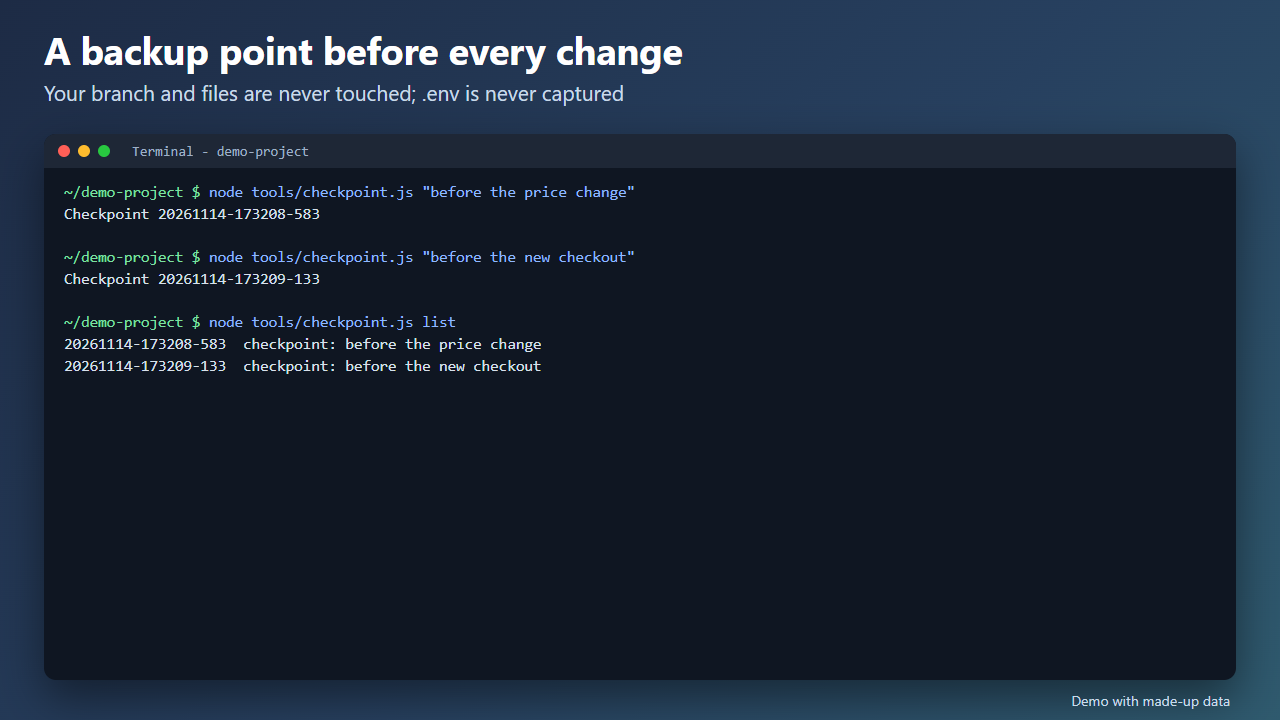 A backup point before every change
Your branch and files are never touched; .env is never captured
Terminal - demo-project
~/demo-project $ node tools/checkpoint.js "before the price change"
Checkpoint 20261114-173208-583
~/demo-project $ node tools/checkpoint.js "before the new checkout"
Checkpoint 20261114-173209-133
~/demo-project $ node tools/checkpoint.js list
20261114-173208-583  checkpoint: before the price change
20261114-173209-133  checkpoint: before the new checkout
Demo with made-up data